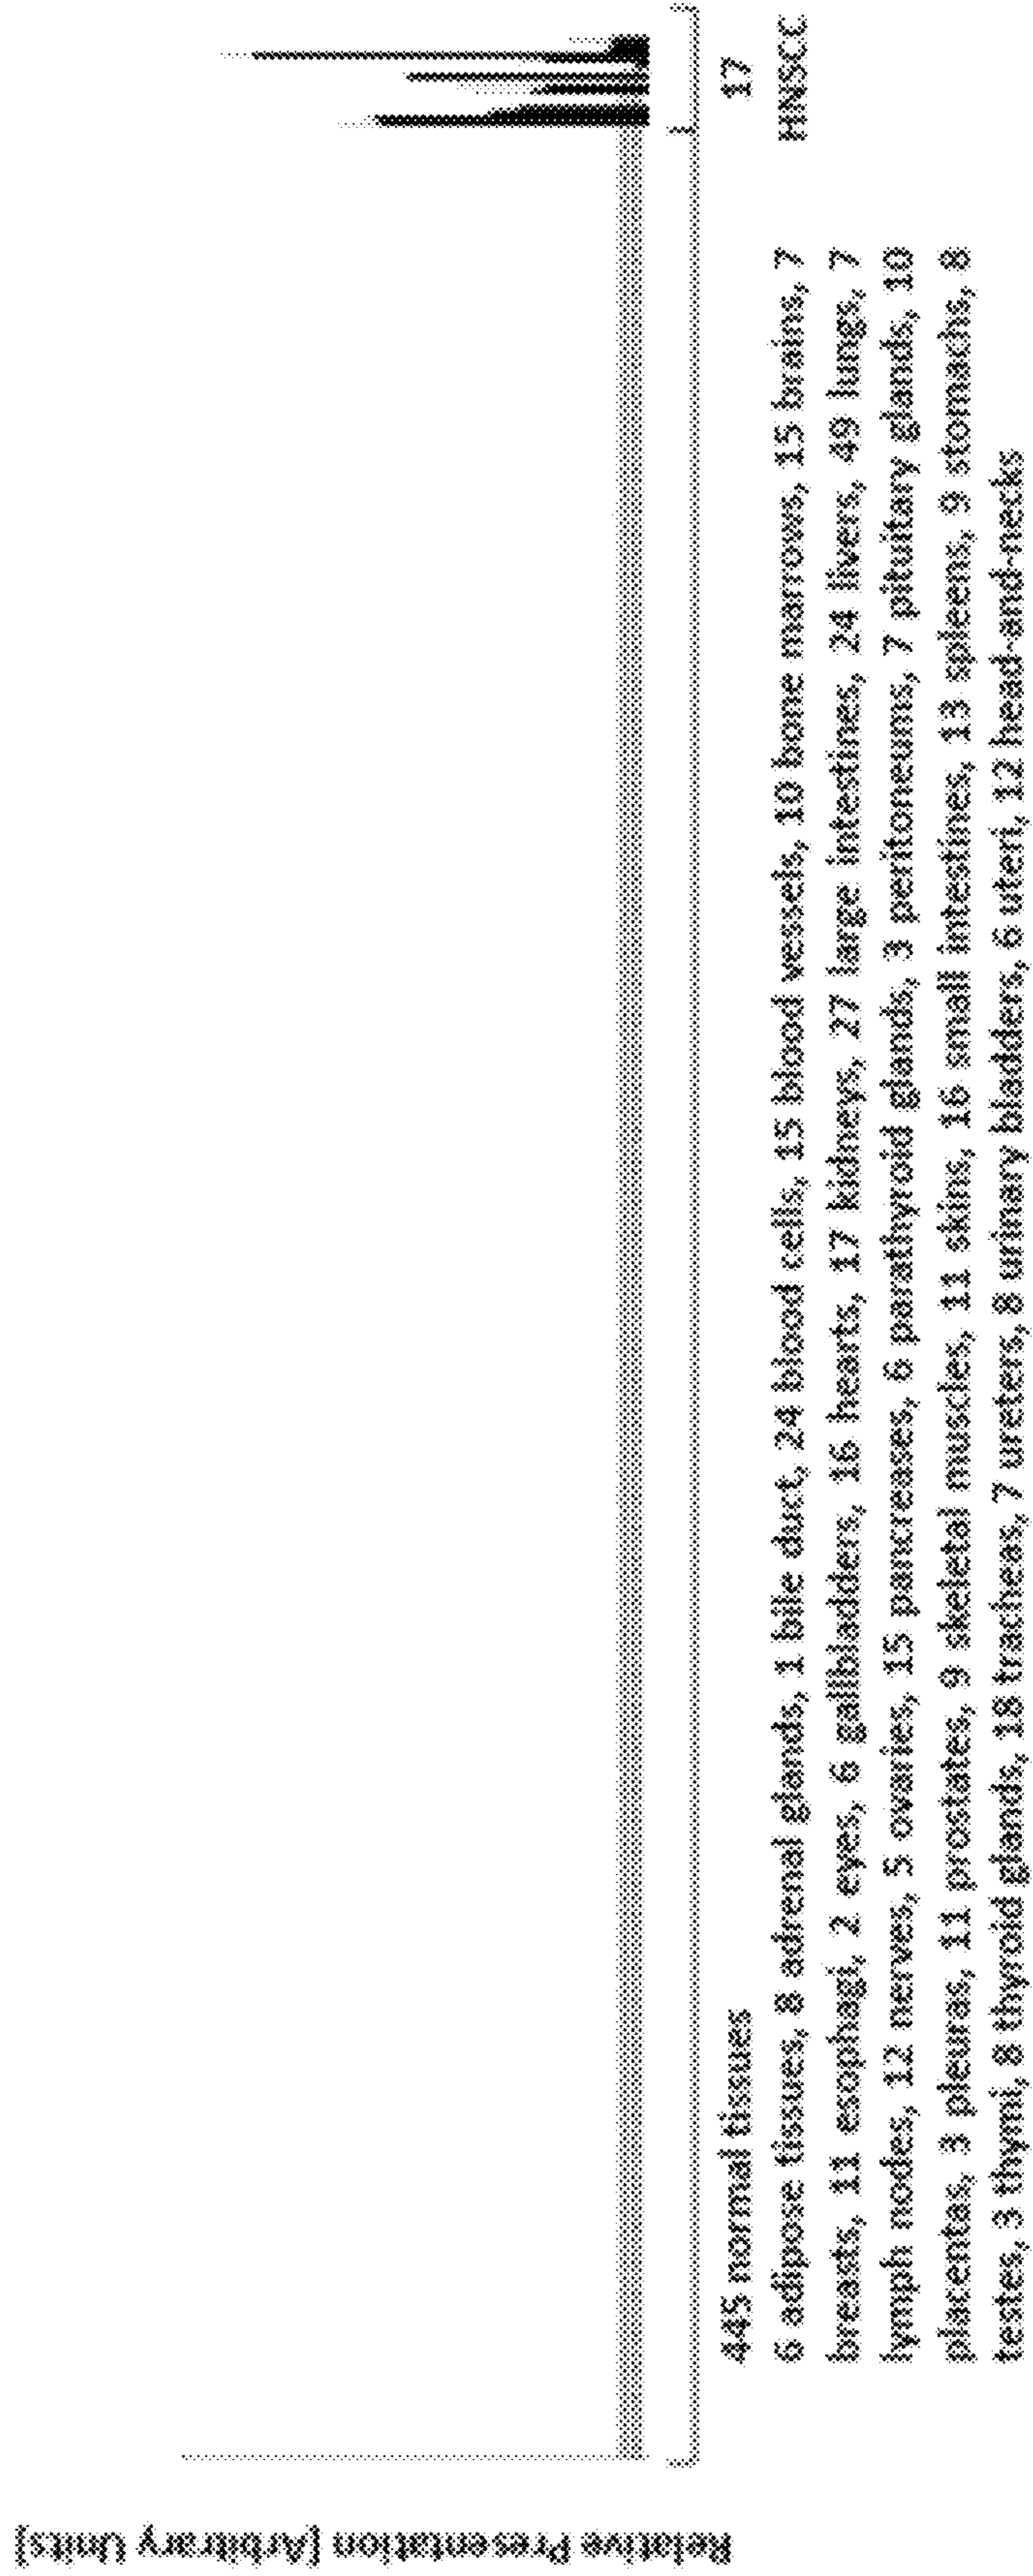 Relative Presentation [Arbitrary Units]
445 normal tissues
17
HNSCC
6 adipose tissues, 8 adrenal glands, 1 bile duct, 24 blood cells, 15 blood vessels, 10 bone marrows, 15 brains, 7
breasts, 11 esophagi, 2 eyes, 6 gallbladders, 16 hearts, 17 kidneys, 27 large intestines, 24 livers, 49 lungs, 7
lymph nodes, 12 nerves, 5 ovaries, 15 pancreases, 6 parathyroid glands, 3 peritoneums, 7 pituitary glands, 10
placentas, 3 pleuras, 11 prostates, 9 skeletal muscles, 11 skins, 16 small intestines, 13 spleens, 9 stomachs, 8
testes, 3 thymi, 8 thyroid glands, 18 tracheas, 7 ureters, 8 urinary bladders, 6 uteri, 12 head-and-necks